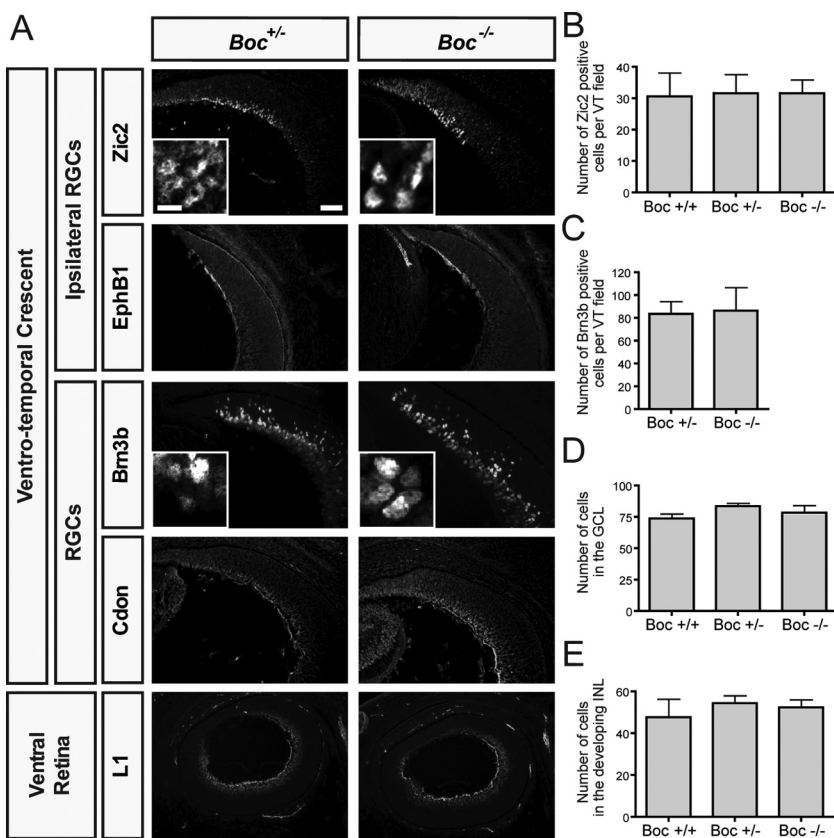 A
Boc+/-
Boc-/-
Ventro-temporal Crescent
Ipsilateral RGCs
Zic2
EphB1
RGCs
Brn3b
Cdon
Ventral
Retina
L1
B
Number of Zic2 positive
cells per VT field
40
30
20
10
0
Boc +/+
Boc +/-
Boc -/-
C
Number of Brn3b positive
cells per VT field
120
100
80
60
40
20
0
Boc +/-
Boc -/-
D
Number of cells
in the GCL
100
75
50
25
0
Boc +/+
Boc +/-
Boc -/-
E
Number of cells
in the developing INL
60
40
20
0
Boc +/+
Boc +/-
Boc -/-